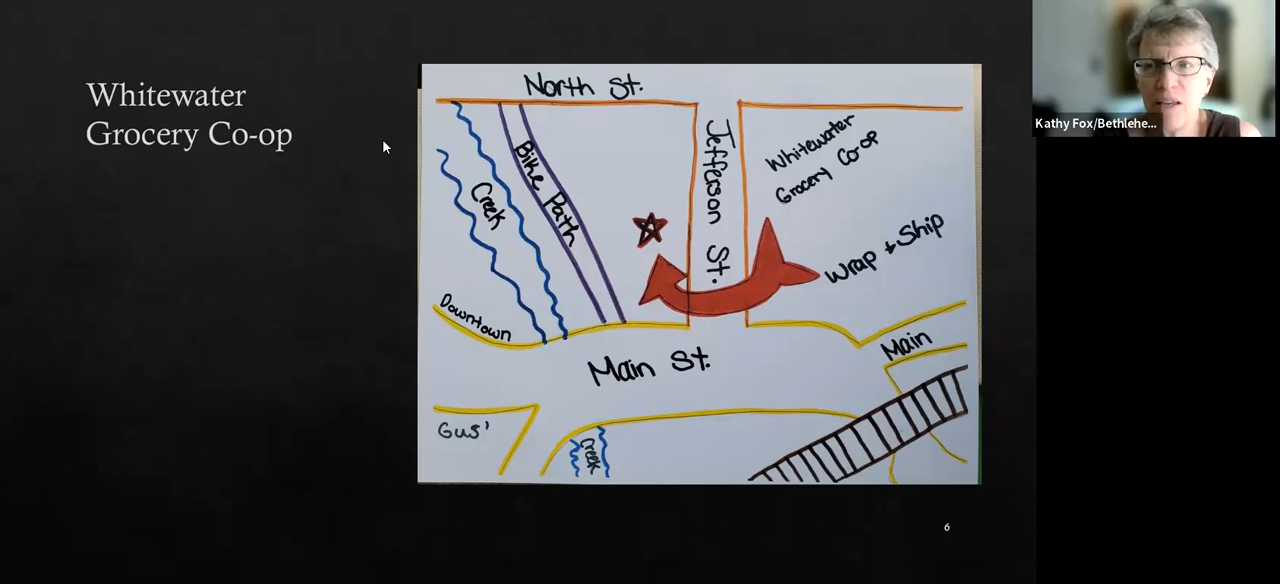 Whitewater
Grocery Co-op
North St.
Jefferson St.
Whitewater
Grocery Co-op
Bike Path
Creek
Wrap + Ship
Downtown
Main St.
Main
Gus'
Creek
6
Kathy Fox/Bethlehe...